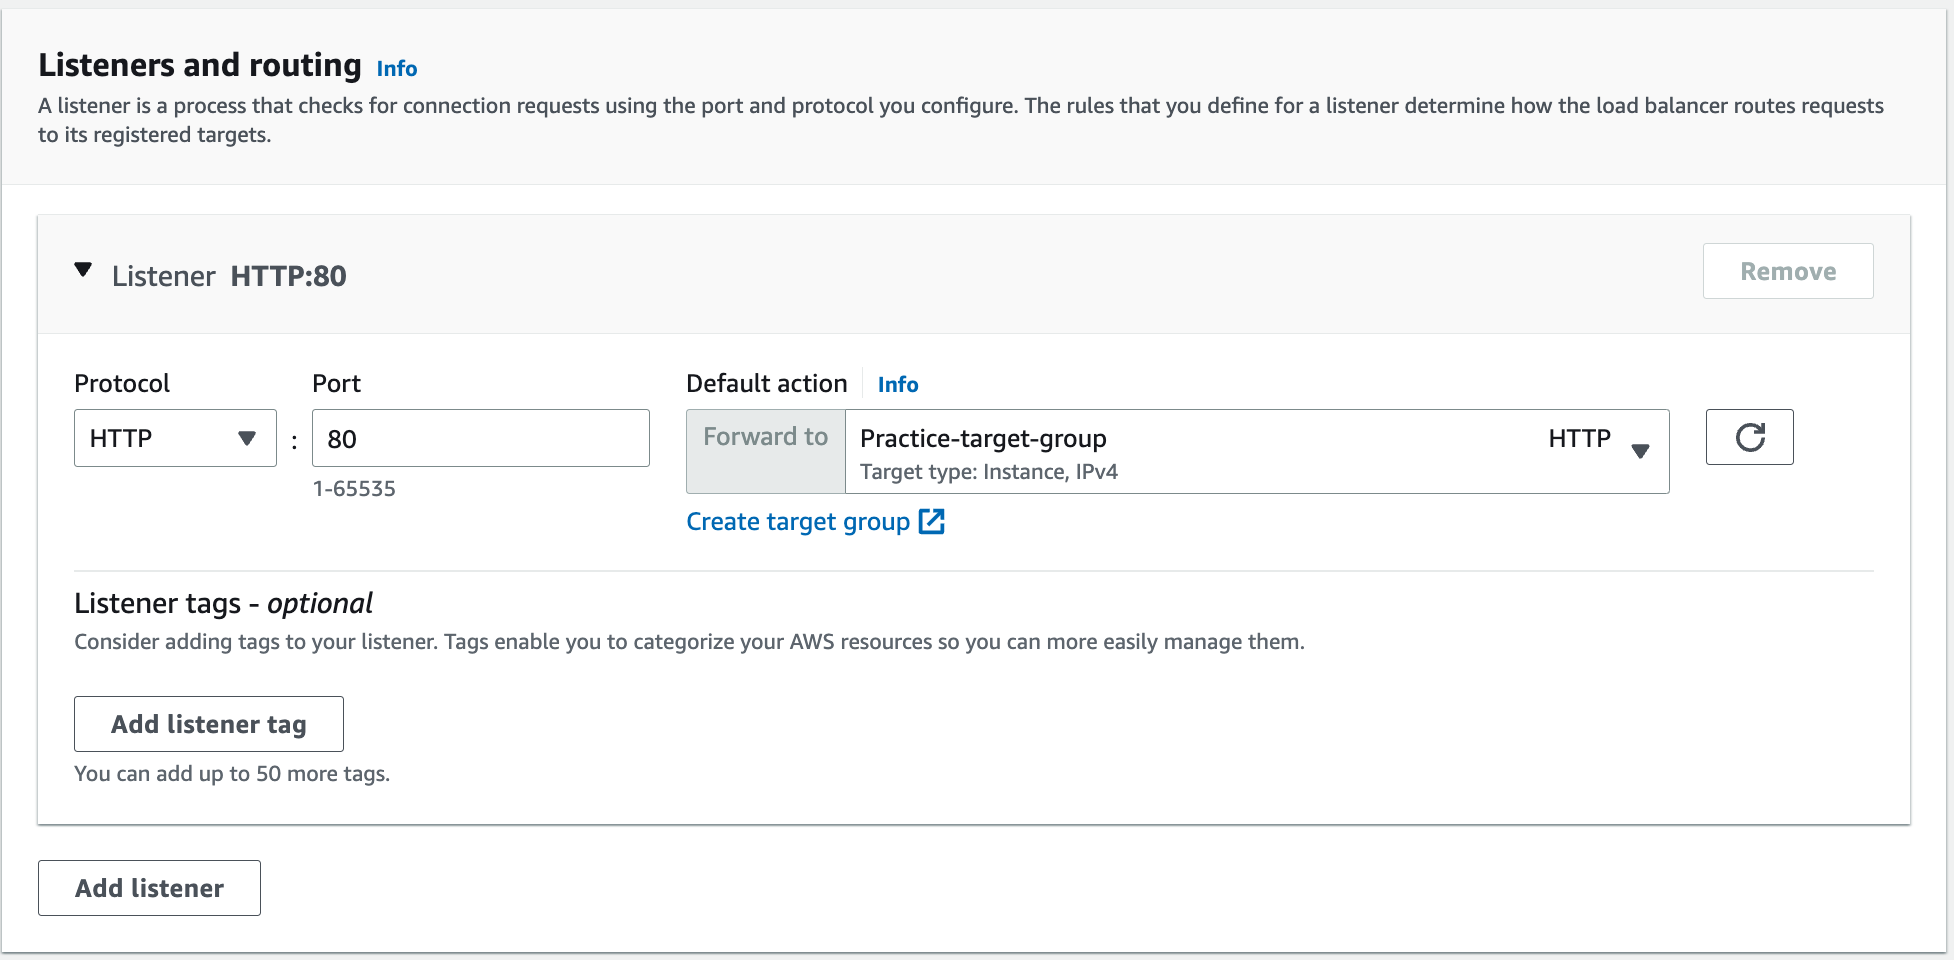 Listeners and routing Info
A listener is a process that checks for connection requests using the port and protocol you configure. The rules that you define for a listener determine how the load balancer routes requests
to its registered targets.
Listener HTTP:80
Remove
Protocol
Port
Default action
Info
HTTP
:
80
1-65535
Forward to
Practice-target-group
HTTP
Target type: Instance, IPv4
Create target group
Listener tags - optional
Consider adding tags to your listener. Tags enable you to categorize your AWS resources so you can more easily manage them.
Add listener tag
You can add up to 50 more tags.
Add listener